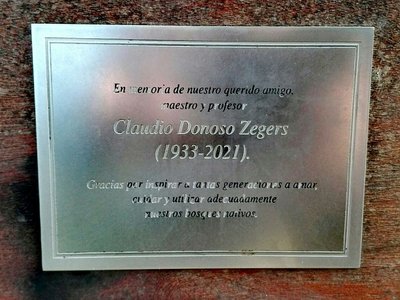 En memoria de nuestro querido amigo,
maestro y profesor
Claudio Donoso Zegers
(1933-2021).
Gracias por inspirar a tantas generaciones a amar,
cuidar y utilizar adecuadamente
nuestros bosques nativos.